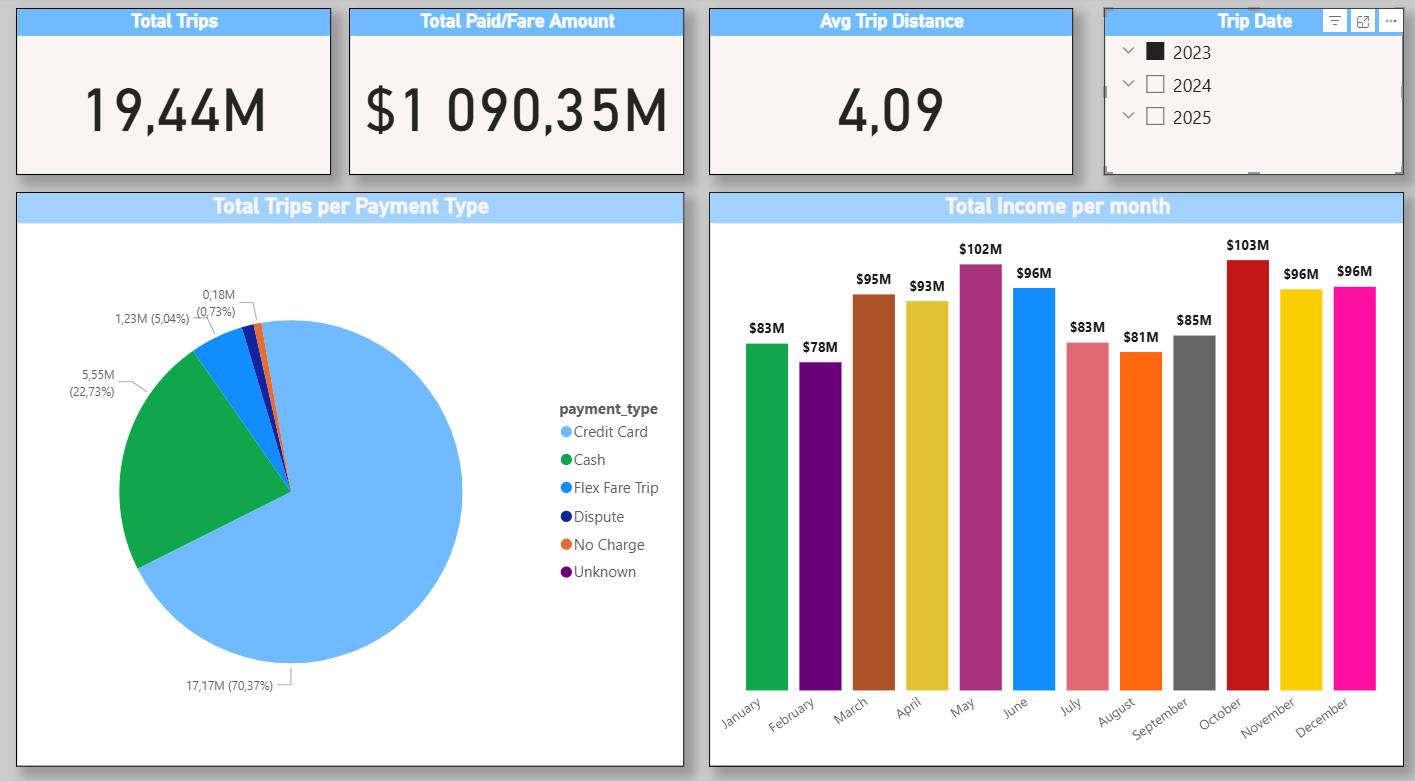 Total Trips
19,44M
Total Paid/Fare Amount
$1 090,35M
Avg Trip Distance
4,09
Trip Date
2023
2024
2025
Total Trips per Payment Type
0,18M
(0,73%)
1,23M (5,04%)
5,55M
(22,73%)
17,17M (70,37%)
payment_type
Credit Card
Cash
Flex Fare Trip
Dispute
No Charge
Unknown
Total Income per month
$83M
$78M
$95M
$93M
$102M
$96M
$83M
$81M
$85M
$103M
$96M
$96M
January
February
March
April
May
June
July
August
September
October
November
December